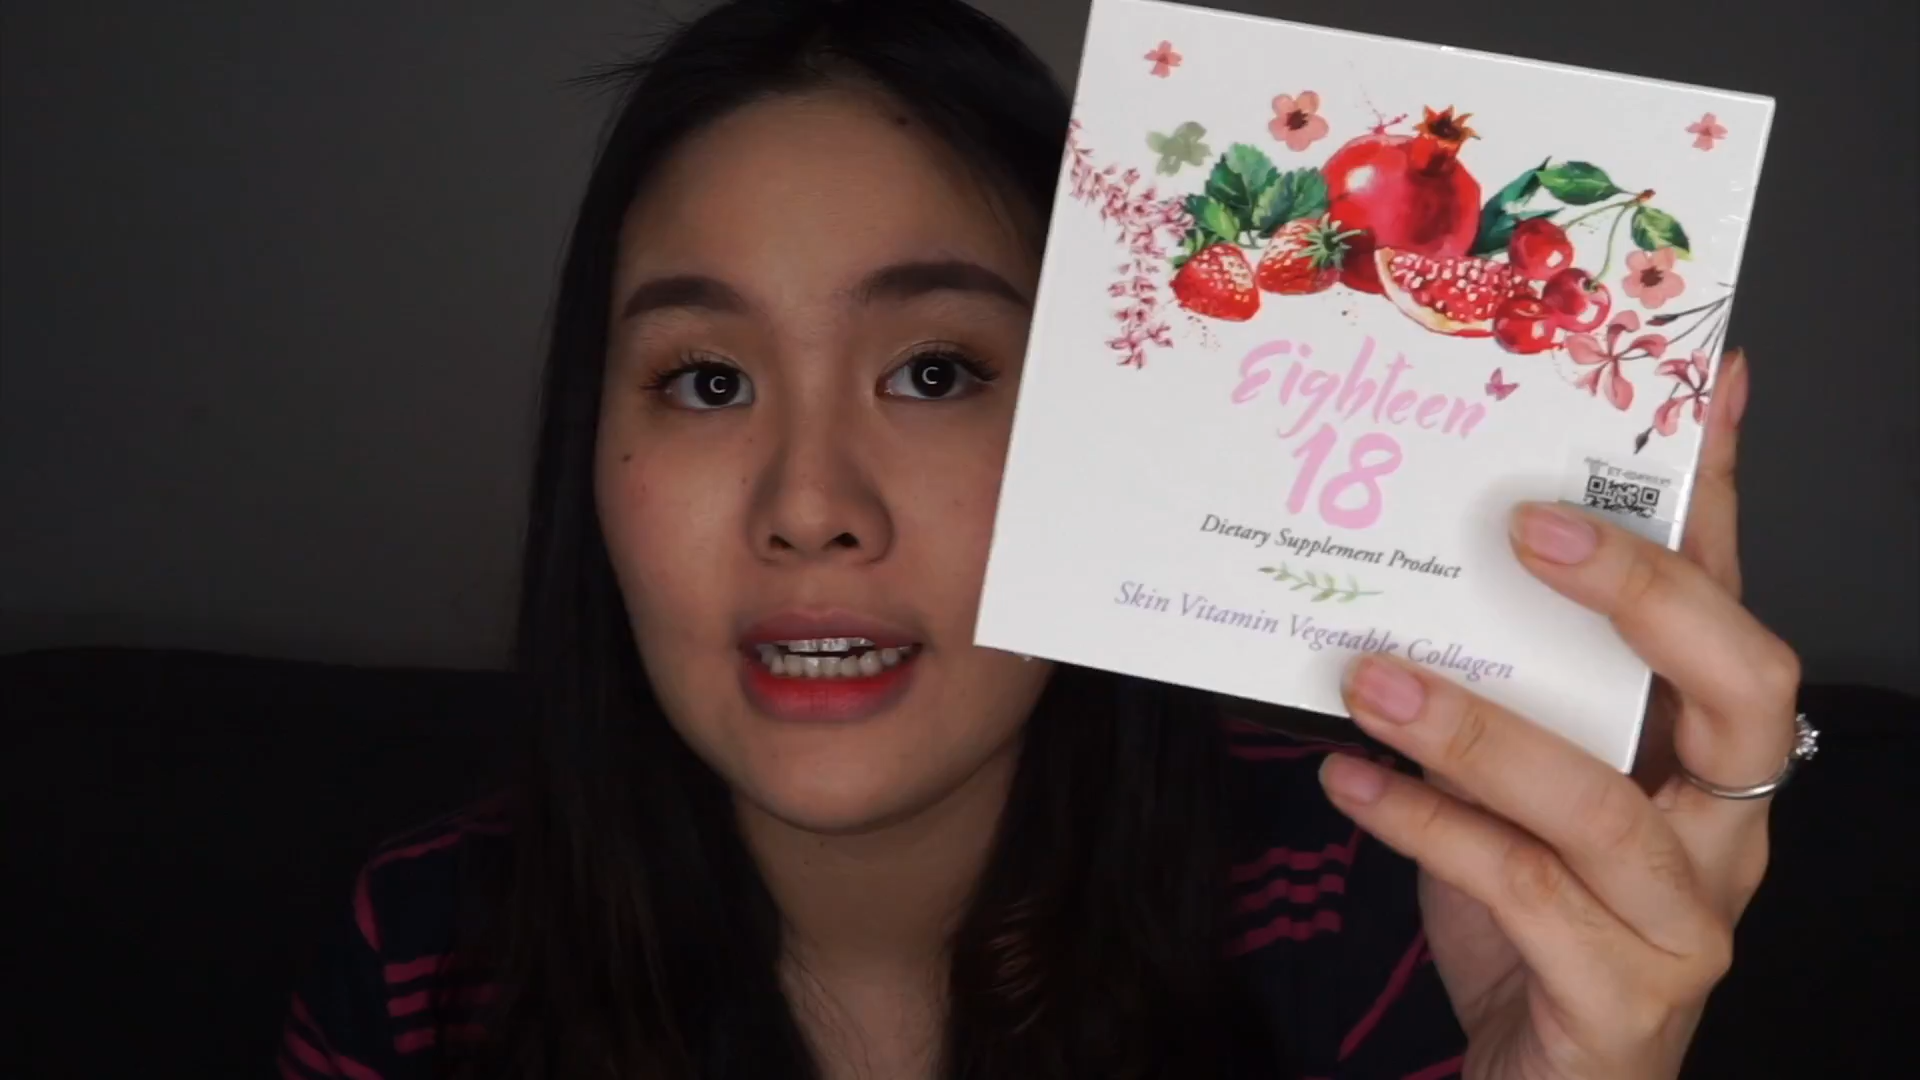 Eighteen
18
Dietary Supplement Product
Skin Vitamin Vegetable Collagen